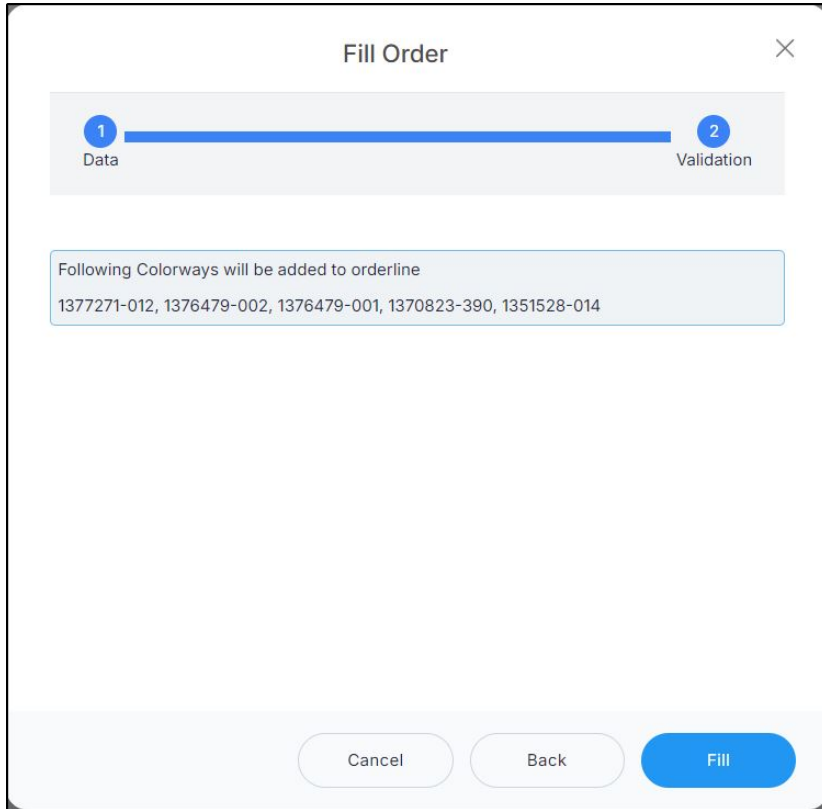 Fill Order
1
2
Data
Validation
Following Colorways will be added to orderline
1377271-012, 1376479-002, 1376479-001, 1370823-390, 1351528-014
Cancel
Back
Fill